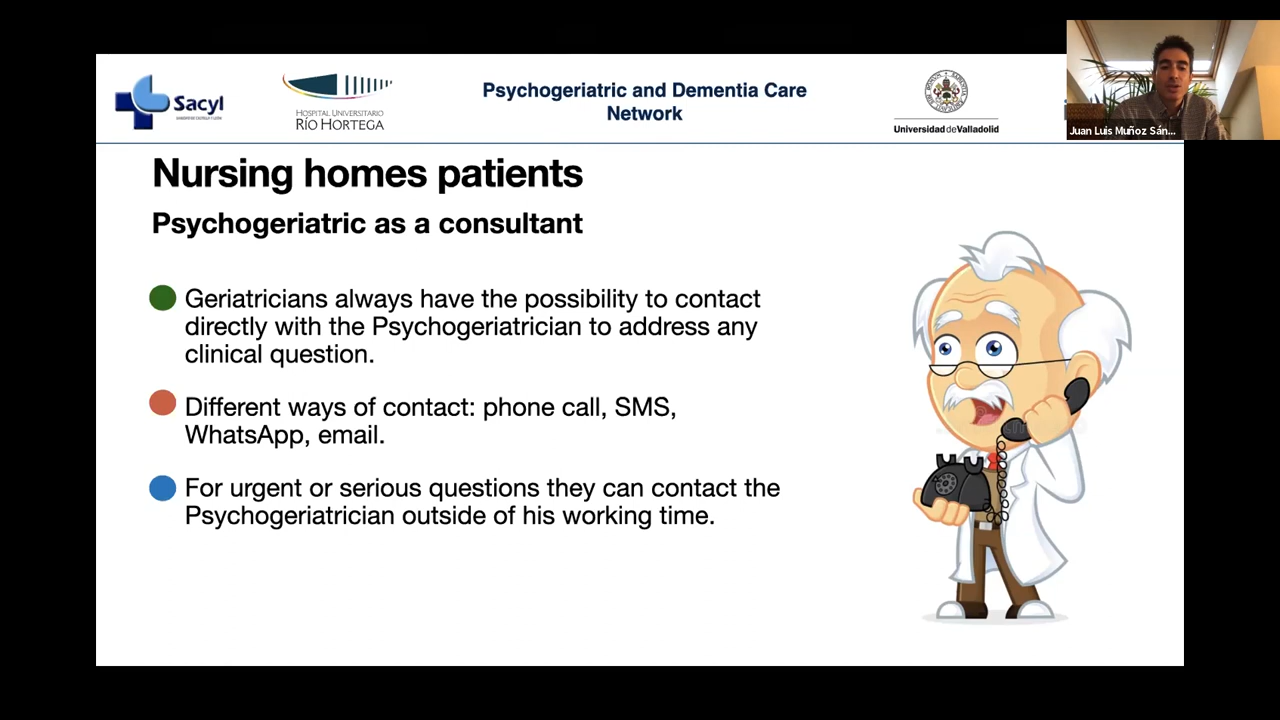 Sacyl
HOSPITAL UNIVERSITARIO
RÍO HORTEGA
Psychogeriatric and Dementia Care
Network
Universidad de Valladolid
Juan Luis Muñoz Sán...
Nursing homes patients
Psychogeriatric as a consultant
Geriatricians always have the possibility to contact
directly with the Psychogeriatrician to address any
clinical question.
Different ways of contact: phone call, SMS,
WhatsApp, email.
For urgent or serious questions they can contact the
Psychogeriatrician outside of his working time.